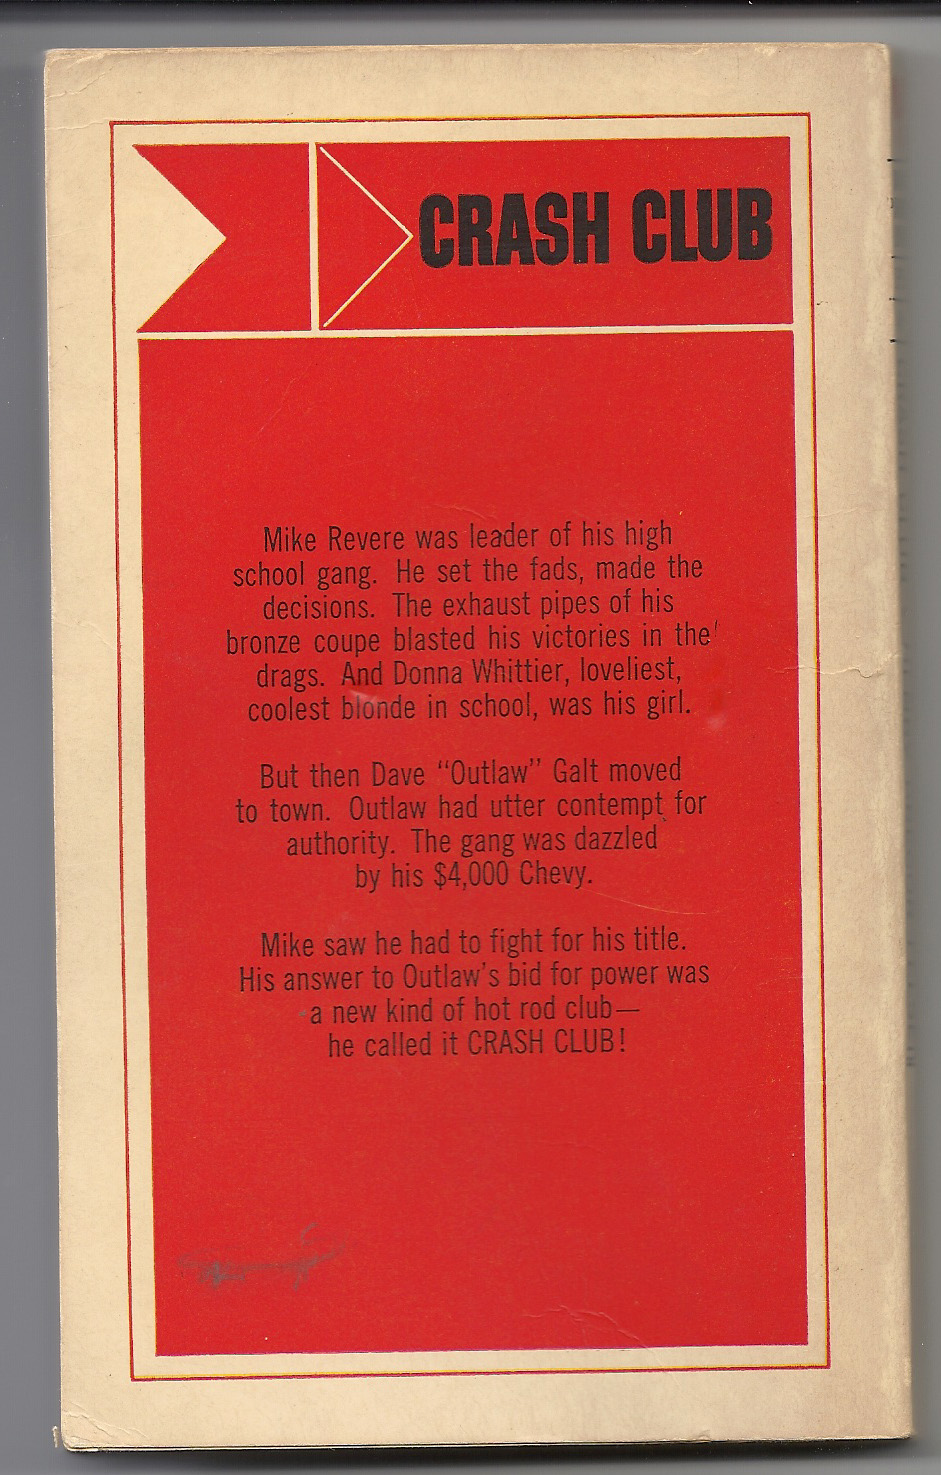 CRASH CLUB
Mike Revere was leader of his high
school gang. He set the fads, made the
decisions. The exhaust pipes of his
bronze coupe blasted his victories in the
drags. And Donna Whittier, loveliest,
coolest blonde in school, was his girl.
But then Dave “Outlaw” Galt moved
to town. Outlaw had utter contempt for
authority. The gang was dazzled
by his $4,000 Chevy.
Mike saw he had to fight for his title.
His answer to Outlaw's bid for power was
a new kind of hot rod club—
he called it CRASH CLUB!